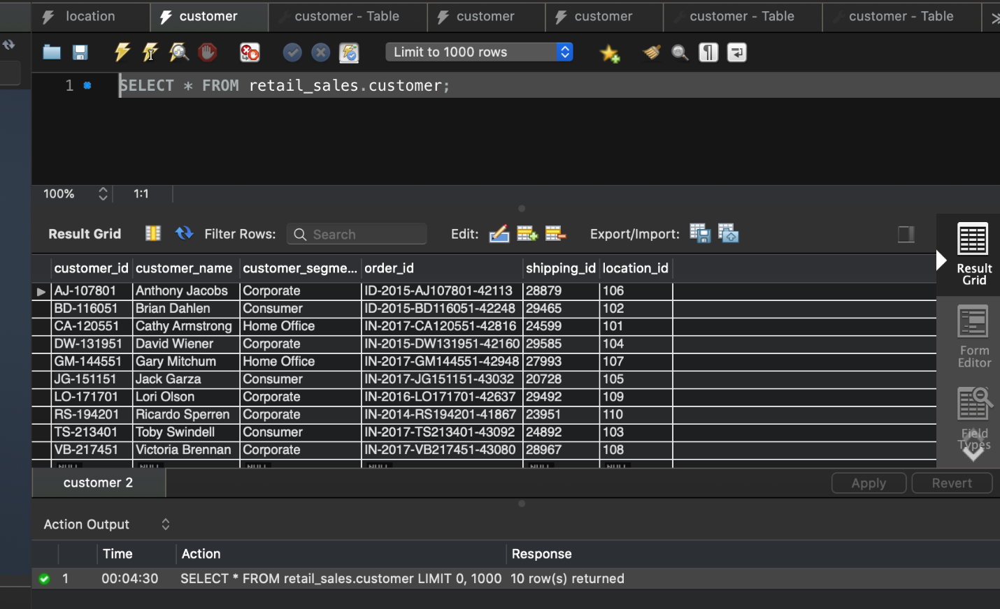 location customer customer - Table customer customer customer - Table customer - Table
Limit to 1000 rows
1 SELECT * FROM retail_sales.customer;
100% 1:1
Result Grid Filter Rows: Search Edit: Export/Import:
customer_id customer_name customer_segme... order_id shipping_id location_id
AJ-107801 Anthony Jacobs Corporate ID-2015-AJ107801-42113 28879 106
BD-116051 Brian Dahlen Consumer ID-2015-BD116051-42248 29465 102
CA-120551 Cathy Armstrong Home Office IN-2017-CA120551-42816 24599 101
DW-131951 David Wiener Corporate IN-2015-DW131951-42160 29585 104
GM-144551 Gary Mitchum Home Office IN-2017-GM144551-42948 27993 107
JG-151151 Jack Garza Consumer IN-2017-JG151151-43032 20728 105
LO-171701 Lori Olson Corporate IN-2016-LO171701-42637 29492 109
RS-194201 Ricardo Sperren Corporate IN-2014-RS194201-41867 23951 110
TS-213401 Toby Swindell Consumer IN-2017-TS213401-43092 24892 103
VB-217451 Victoria Brennan Corporate IN-2017-VB217451-43080 28967 108
NULL NULL NULL NULL NULL NULL
Result
Grid
Form
Editor
Field
Types
customer 2 Apply Revert
Action Output
Time Action Response
1 00:04:30 SELECT * FROM retail_sales.customer LIMIT 0, 1000 10 row(s) returned